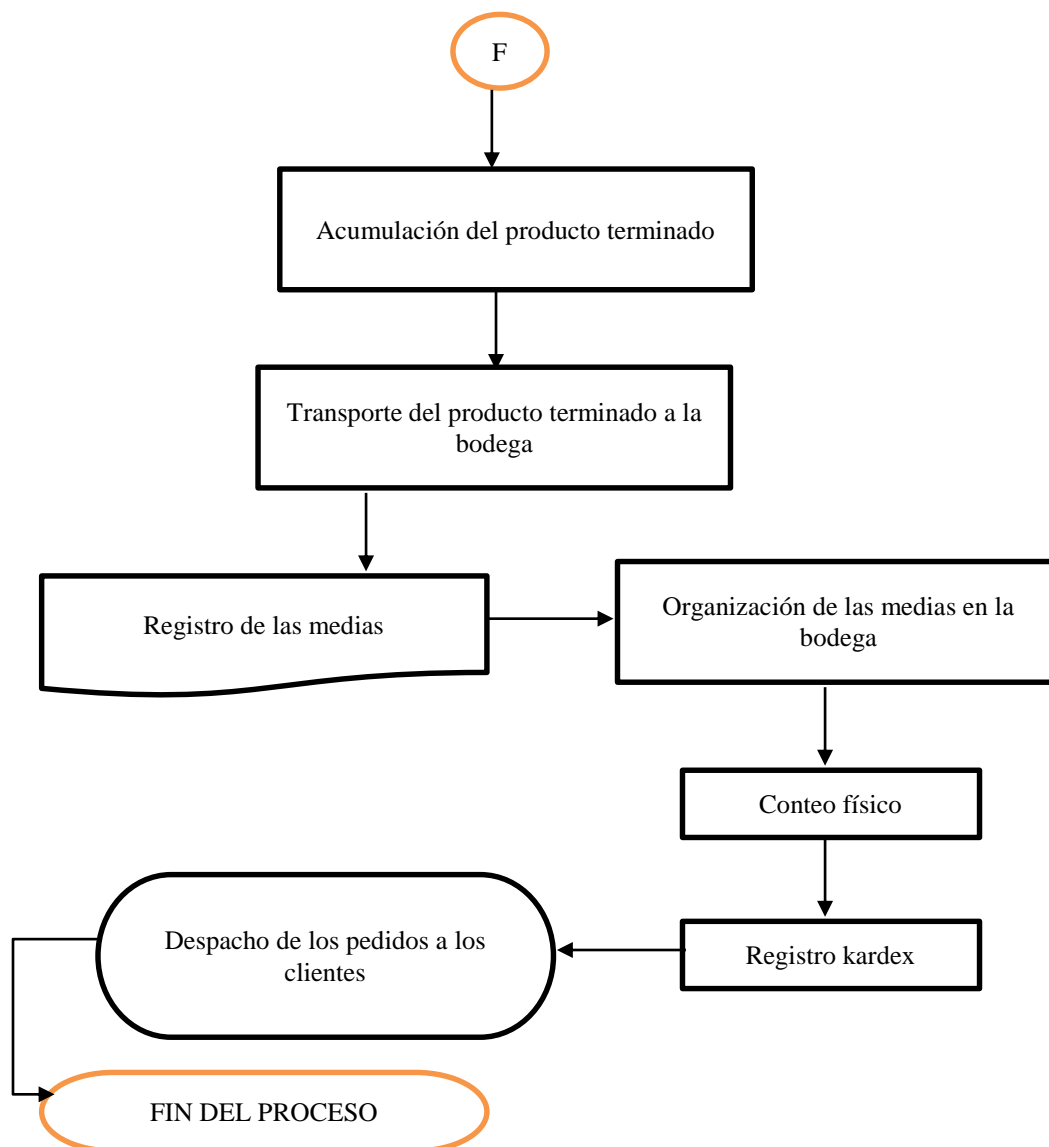 F
Acumulación del producto terminado
Transporte del producto terminado a la
bodega
Registro de las medias
Organización de las medias en la
bodega
Conteo físico
Registro kardex
Despacho de los pedidos a los
clientes
FIN DEL PROCESO